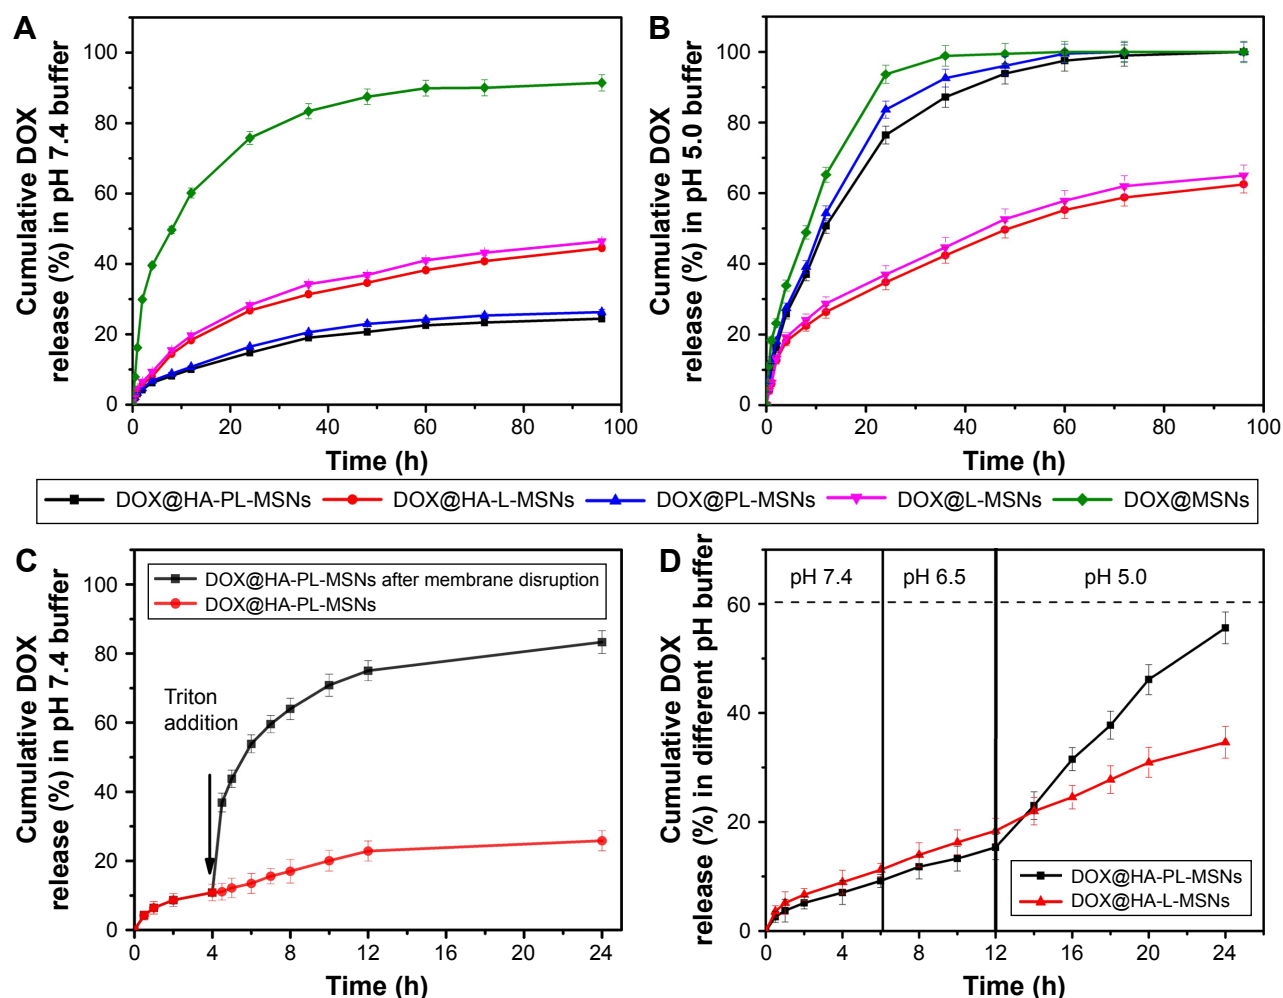 A
Cumulative DOX
release (%) in pH 7.4 buffer
100
80
60
40
20
0
0 20 40 60 80 100
Time (h)
B
Cumulative DOX
release (%) in pH 5.0 buffer
100
80
60
40
20
0
0 20 40 60 80 100
Time (h)
DOX@HA-PL-MSNs DOX@HA-L-MSNs DOX@PL-MSNs DOX@L-MSNs DOX@MSNs
C
Cumulative DOX
release (%) in pH 7.4 buffer
100
80
60
40
20
0
DOX@HA-PL-MSNs after membrane disruption
DOX@HA-PL-MSNs
Triton
addition
0 4 8 12 16 20 24
Time (h)
D
Cumulative DOX
release (%) in different pH buffer
60
40
20
0
pH 7.4 pH 6.5 pH 5.0
DOX@HA-PL-MSNs
DOX@HA-L-MSNs
0 4 8 12 16 20 24
Time (h)